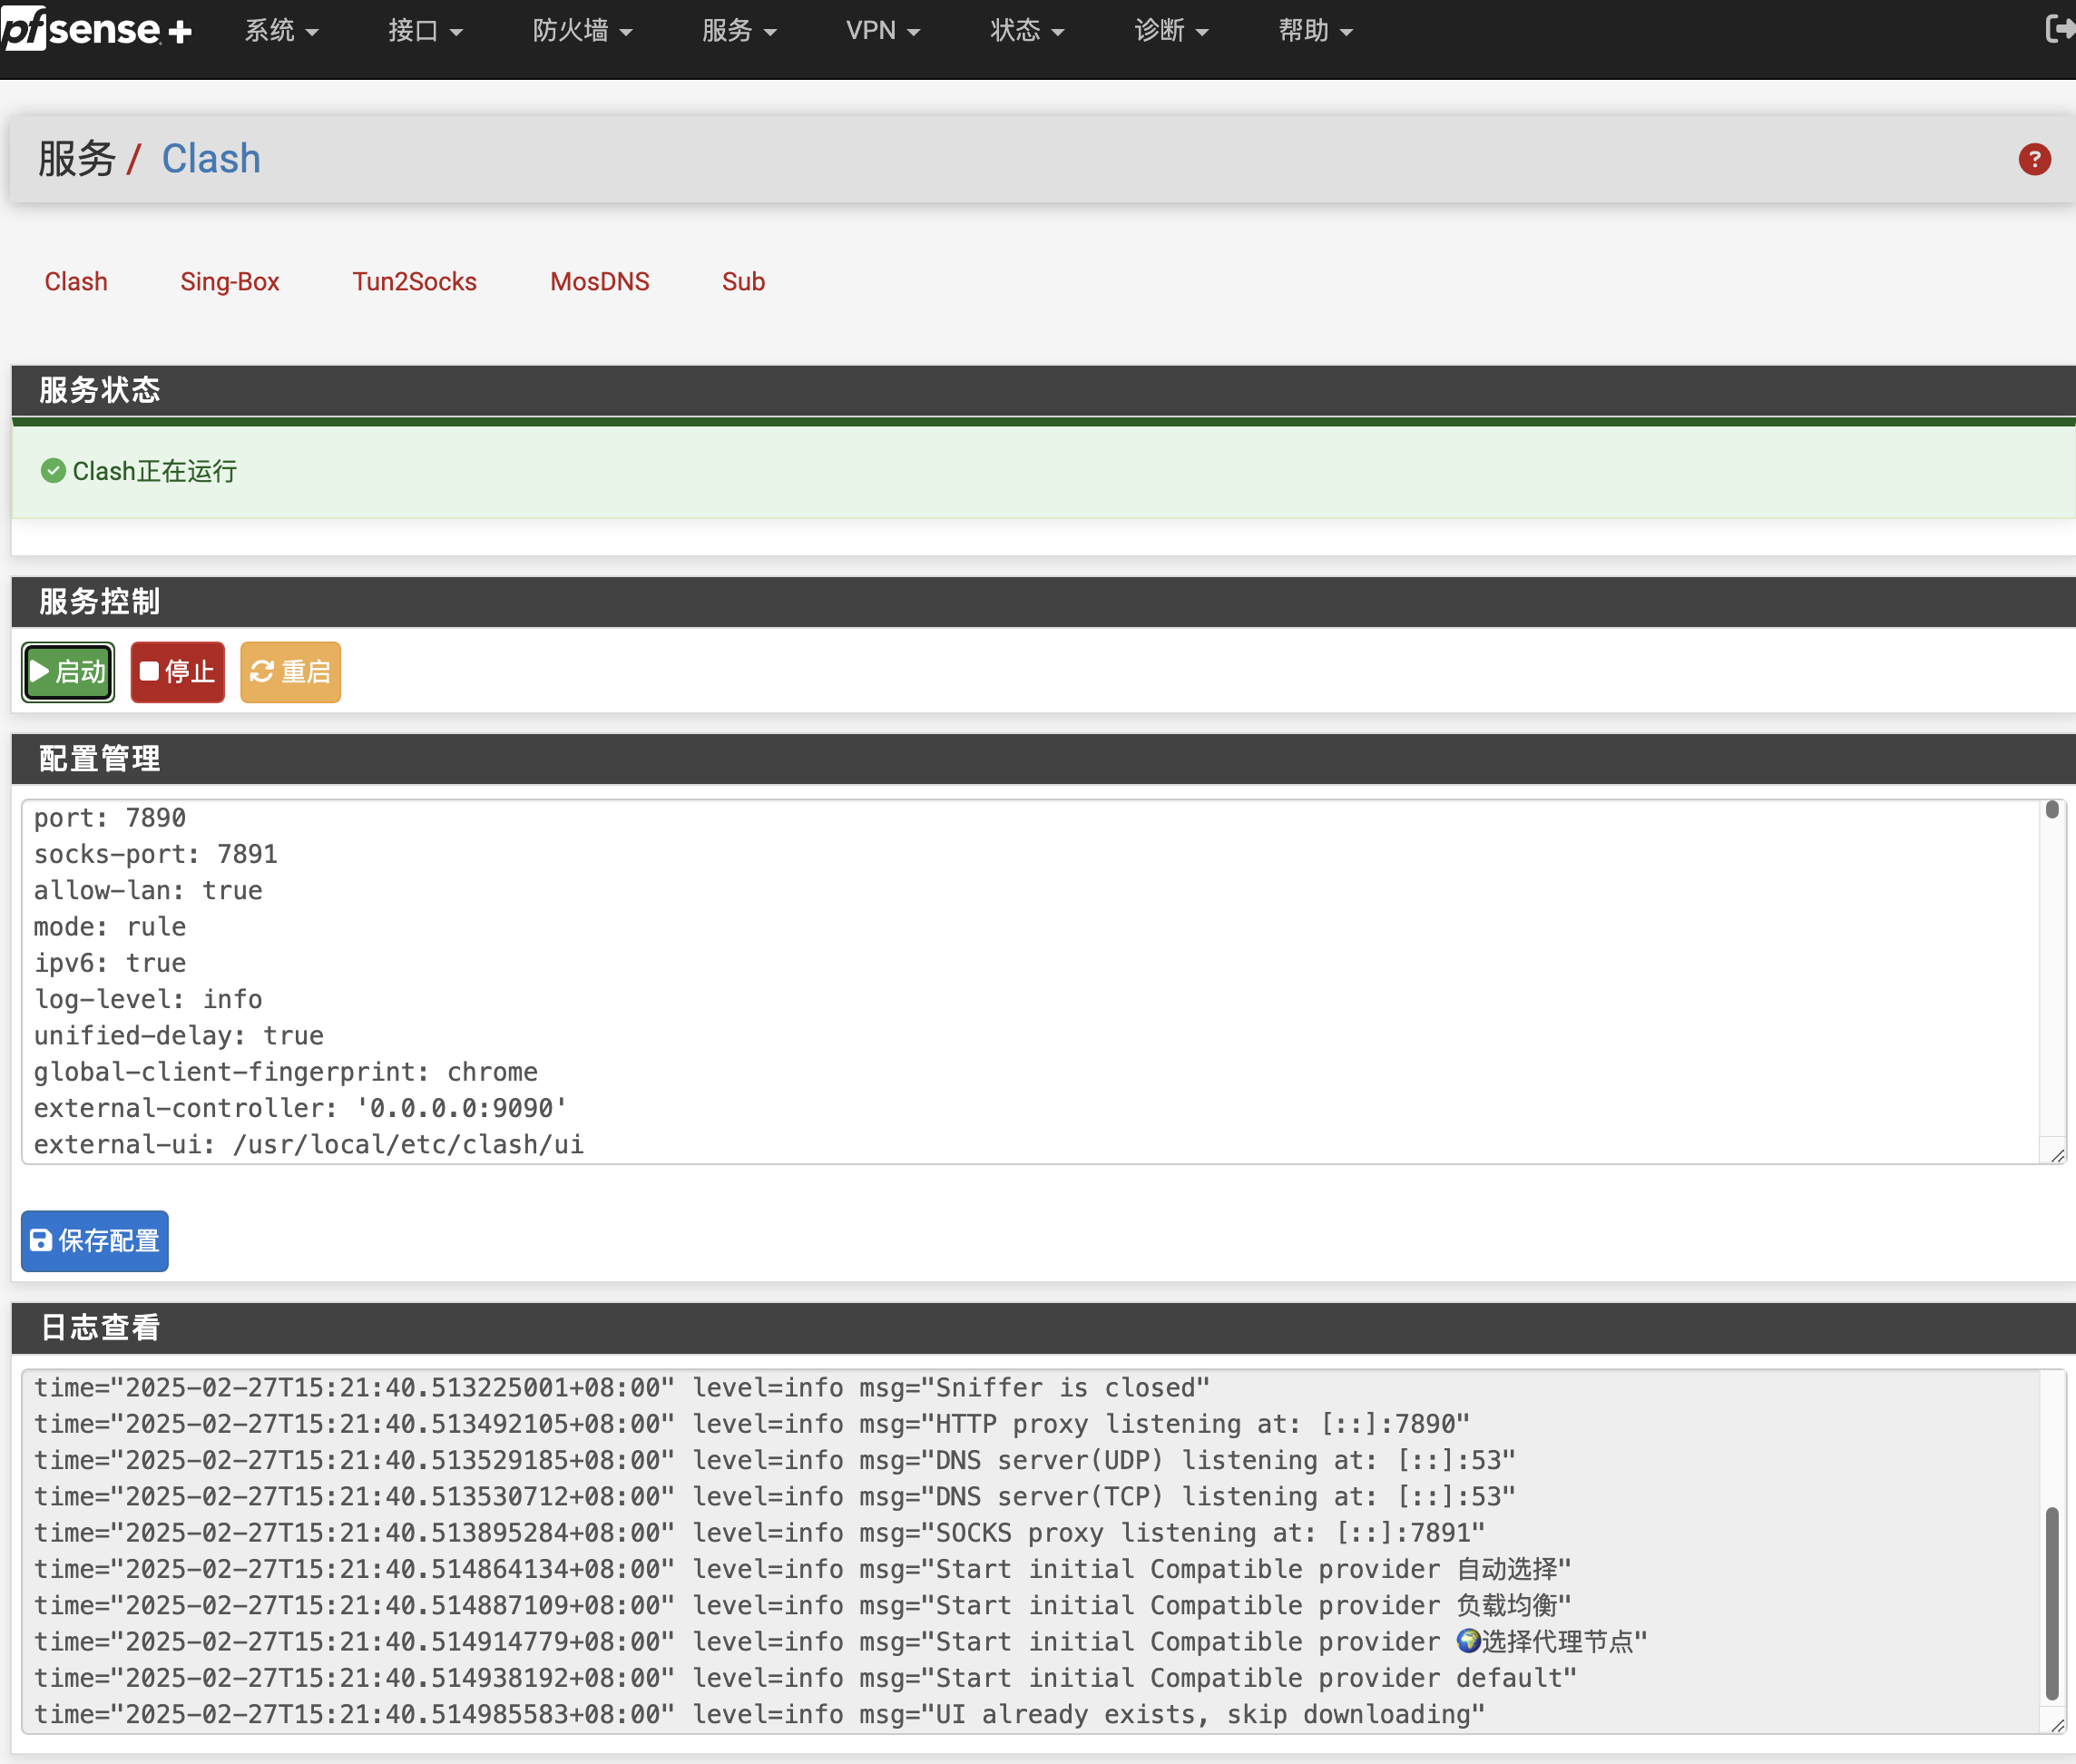 pfsense+ 系统 接口 防火墙 服务 VPN 状态 诊断 帮助
服务 / Clash ?
Clash Sing-Box Tun2Socks MosDNS Sub
服务状态
Clash正在运行
服务控制
启动 停止 重启
配置管理
port: 7890
socks-port: 7891
allow-lan: true
mode: rule
ipv6: true
log-level: info
unified-delay: true
global-client-fingerprint: chrome
external-controller: '0.0.0.0:9090'
external-ui: /usr/local/etc/clash/ui
保存配置
日志查看
time="2025-02-27T15:21:40.513225001+08:00" level=info msg="Sniffer is closed"
time="2025-02-27T15:21:40.513492105+08:00" level=info msg="HTTP proxy listening at: [::]:7890"
time="2025-02-27T15:21:40.513529185+08:00" level=info msg="DNS server(UDP) listening at: [::]:53"
time="2025-02-27T15:21:40.513530712+08:00" level=info msg="DNS server(TCP) listening at: [::]:53"
time="2025-02-27T15:21:40.513895284+08:00" level=info msg="SOCKS proxy listening at: [::]:7891"
time="2025-02-27T15:21:40.514864134+08:00" level=info msg="Start initial Compatible provider 自动选择"
time="2025-02-27T15:21:40.514887109+08:00" level=info msg="Start initial Compatible provider 负载均衡"
time="2025-02-27T15:21:40.514914779+08:00" level=info msg="Start initial Compatible provider 🌍选择代理节点"
time="2025-02-27T15:21:40.514938192+08:00" level=info msg="Start initial Compatible provider default"
time="2025-02-27T15:21:40.514985583+08:00" level=info msg="UI already exists, skip downloading"